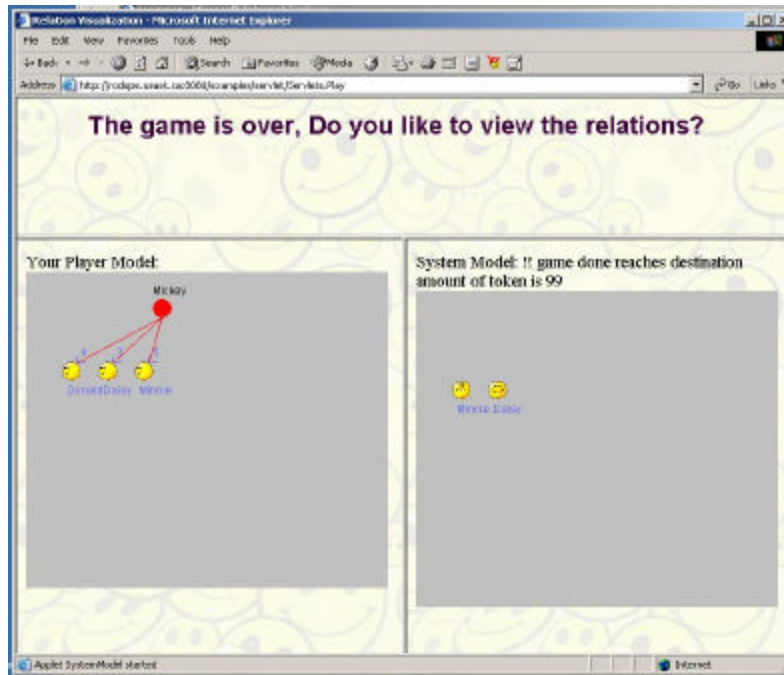 Relation Visualization - Microsoft Internet Explorer
File Edit View Favorites Tools Help
Back Search Favorites Media
Address Go Links
The game is over, Do you like to view the relations?
Your Player Model:
System Model: !! game done reaches destination
amount of token is 99
Mickey
4 3
Donald Daisy Minnie
Minnie Daisy
Applet SystemModel started
Internet